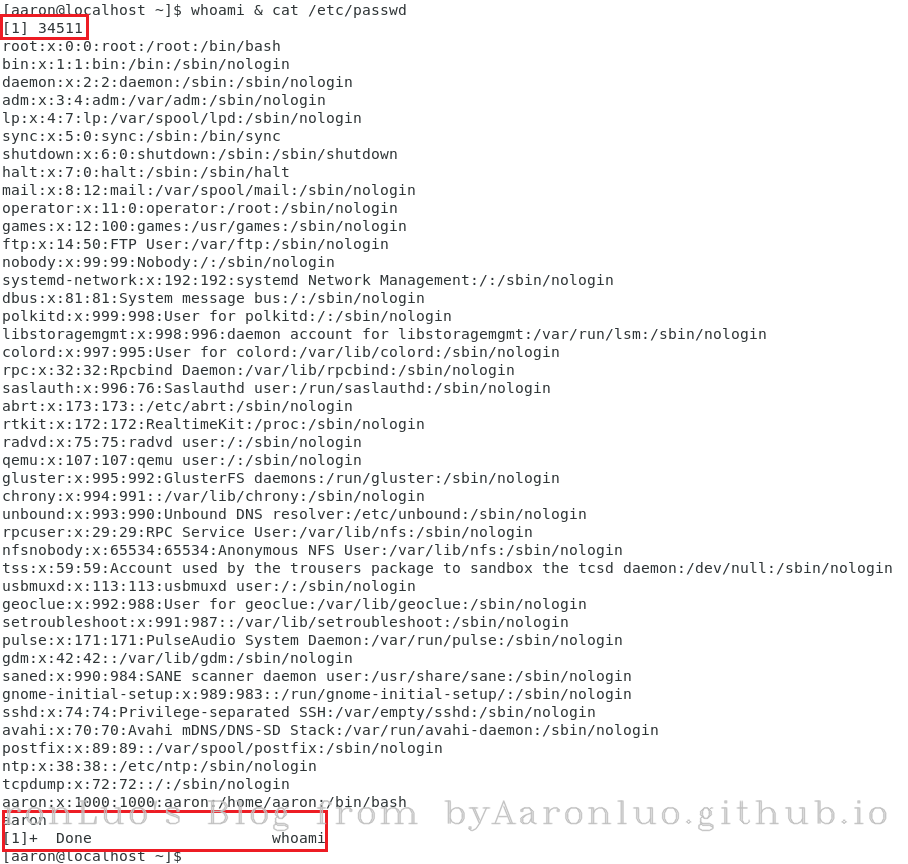 [aaron@localhost ~]$ whoami & cat /etc/passwd
[1] 34511
root:x:0:0:root:/root:/bin/bash
bin:x:1:1:bin:/bin:/sbin/nologin
daemon:x:2:2:daemon:/sbin:/sbin/nologin
adm:x:3:4:adm:/var/adm:/sbin/nologin
lp:x:4:7:lp:/var/spool/lpd:/sbin/nologin
sync:x:5:0:sync:/sbin:/bin/sync
shutdown:x:6:0:shutdown:/sbin:/sbin/shutdown
halt:x:7:0:halt:/sbin:/sbin/halt
mail:x:8:12:mail:/var/spool/mail:/sbin/nologin
operator:x:11:0:operator:/root:/sbin/nologin
games:x:12:100:games:/usr/games:/sbin/nologin
ftp:x:14:50:FTP User:/var/ftp:/sbin/nologin
nobody:x:99:99:Nobody:/:/sbin/nologin
systemd-network:x:192:192:systemd Network Management:/:/sbin/nologin
dbus:x:81:81:System message bus:/:/sbin/nologin
polkitd:x:999:998:User for polkitd:/:/sbin/nologin
libstoragemgmt:x:998:996:daemon account for libstoragemgmt:/var/run/lsm:/sbin/nologin
colord:x:997:995:User for colord:/var/lib/colord:/sbin/nologin
rpc:x:32:32:Rpcbind Daemon:/var/lib/rpcbind:/sbin/nologin
saslauth:x:996:76:Saslauthd user:/run/saslauthd:/sbin/nologin
abrt:x:173:173::/etc/abrt:/sbin/nologin
rtkit:x:172:172:RealtimeKit:/proc:/sbin/nologin
radvd:x:75:75:radvd user:/:/sbin/nologin
qemu:x:107:107:qemu user:/:/sbin/nologin
gluster:x:995:992:GlusterFS daemons:/run/gluster:/sbin/nologin
chrony:x:994:991::/var/lib/chrony:/sbin/nologin
unbound:x:993:990:Unbound DNS resolver:/etc/unbound:/sbin/nologin
rpcuser:x:29:29:RPC Service User:/var/lib/nfs:/sbin/nologin
nfsnobody:x:65534:65534:Anonymous NFS User:/var/lib/nfs:/sbin/nologin
tss:x:59:59:Account used by the trousers package to sandbox the tcsd daemon:/dev/null:/sbin/nologin
usbmuxd:x:113:113:usbmuxd user:/:/sbin/nologin
geoclue:x:992:988:User for geoclue:/var/lib/geoclue:/sbin/nologin
setroubleshoot:x:991:987::/var/lib/setroubleshoot:/sbin/nologin
pulse:x:171:171:PulseAudio System Daemon:/var/run/pulse:/sbin/nologin
gdm:x:42:42::/var/lib/gdm:/sbin/nologin
saned:x:990:984:SANE scanner daemon user:/usr/share/sane:/sbin/nologin
gnome-initial-setup:x:989:983::/run/gnome-initial-setup/:/sbin/nologin
sshd:x:74:74:Privilege-separated SSH:/var/empty/sshd:/sbin/nologin
avahi:x:70:70:Avahi mDNS/DNS-SD Stack:/var/run/avahi-daemon:/sbin/nologin
postfix:x:89:89::/var/spool/postfix:/sbin/nologin
ntp:x:38:38::/etc/ntp:/sbin/nologin
tcpdump:x:72:72::/:/sbin/nologin
aaron:x:1000:1000:aaron:/home/aaron:/bin/bash
ronLuo's Blog from byAaronluo.github.io
aaron
[1]+  Done                    whoami
[aaron@localhost ~]$